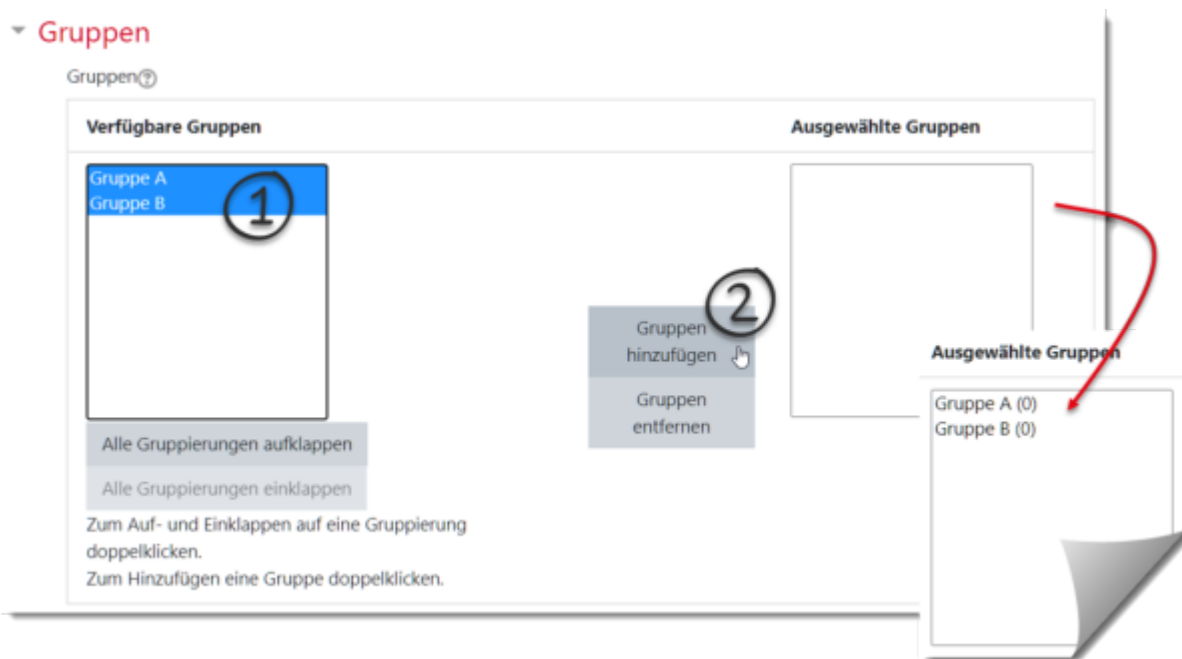 Gruppen
Gruppen?
Verfügbare Gruppen
Ausgewählte Gruppen
Gruppe A
Gruppe B
1
2
Gruppen
hinzufügen
Gruppen
entfernen
Ausgewählte Gruppen
Gruppe A (0)
Gruppe B (0)
Alle Gruppierungen aufklappen
Alle Gruppierungen einklappen
Zum Auf- und Einklappen auf eine Gruppierung
doppelklicken.
Zum Hinzufügen eine Gruppe doppelklicken.